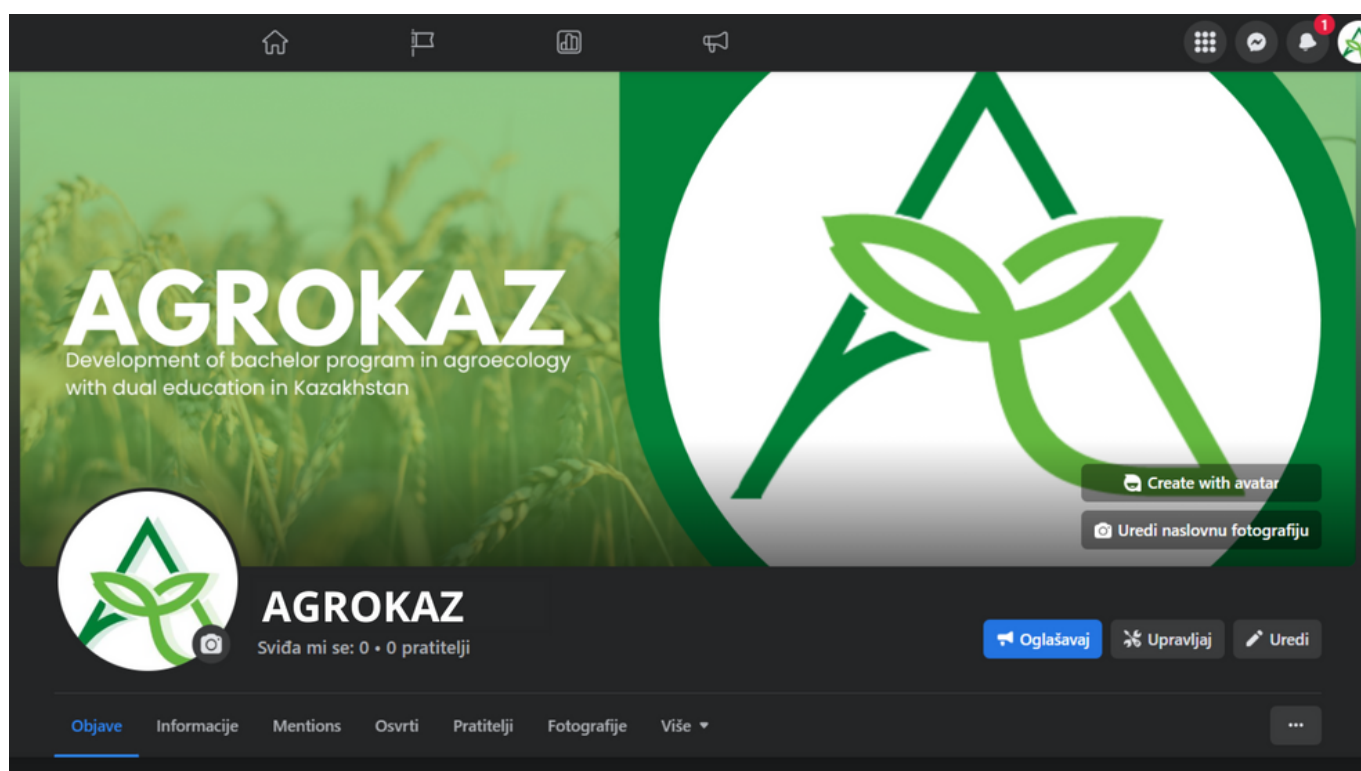 1
AGROKAZ
Development of bachelor program in agroecology
with dual education in Kazakhstan
Create with avatar
Uredi naslovnu fotografiju
AGROKAZ
Sviđa mi se: 0 • 0 pratitelji
Oglašavaj
Upravljaj
Uredi
Objave Informacije Mentions Osvrti Pratitelji Fotografije Više